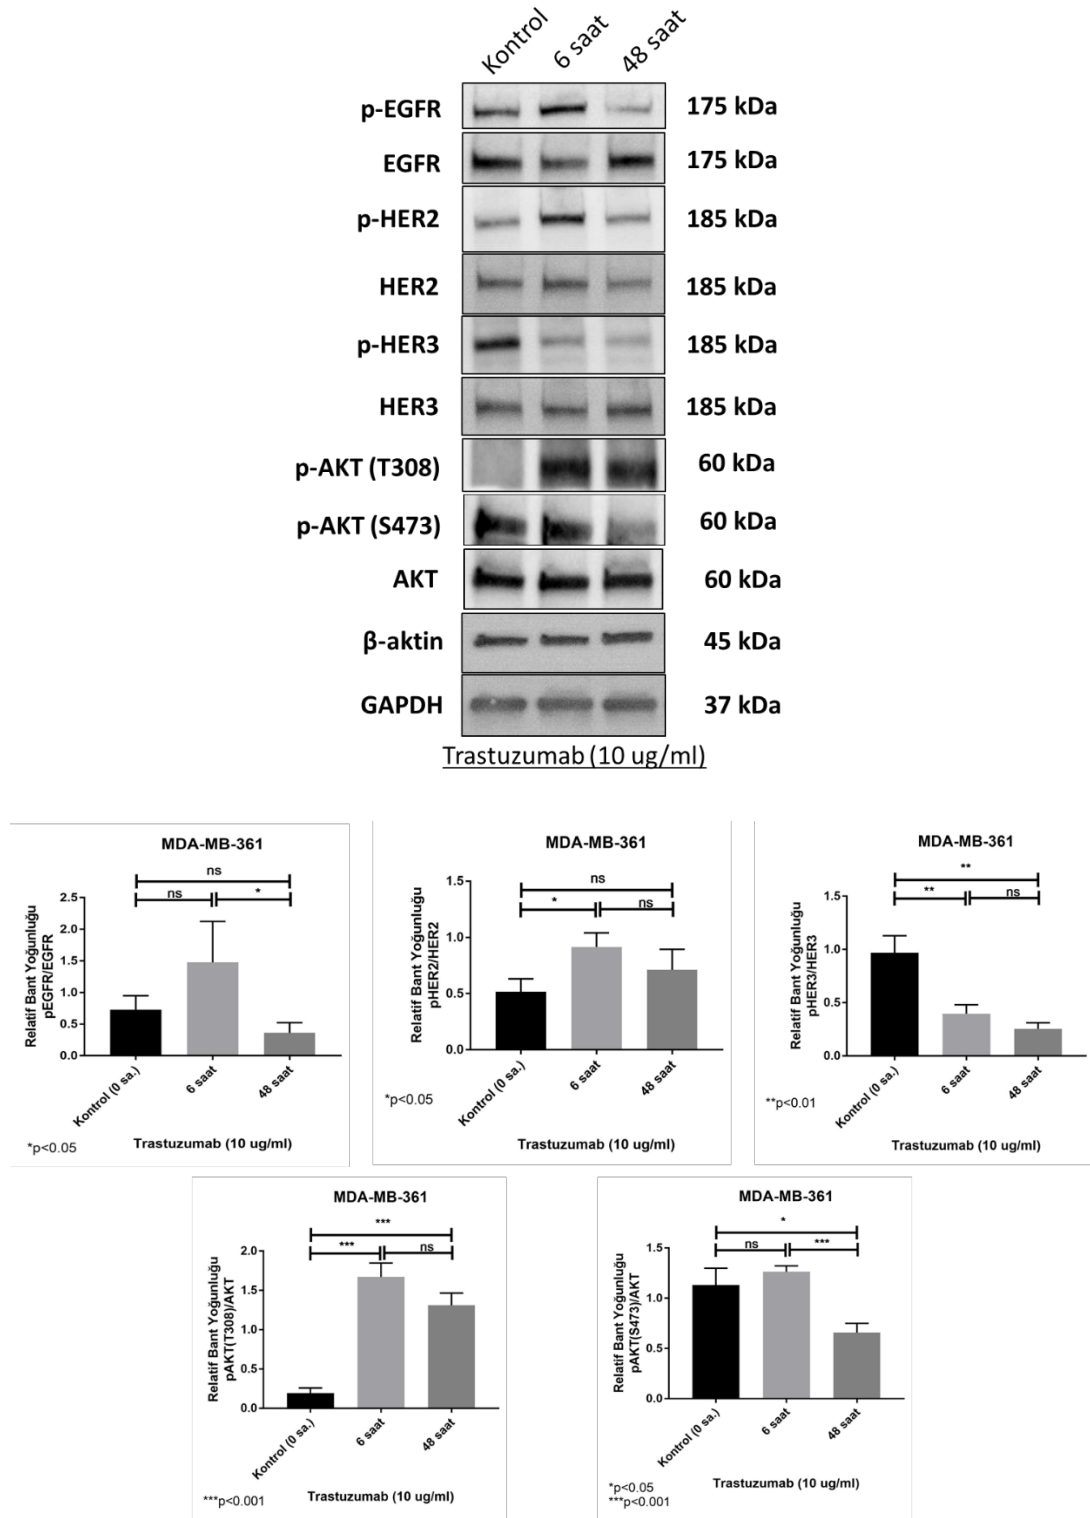 Kontrol 6 saat 48 saat
p-EGFR 175 kDa
EGFR 175 kDa
p-HER2 185 kDa
HER2 185 kDa
p-HER3 185 kDa
HER3 185 kDa
p-AKT (T308) 60 kDa
p-AKT (S473) 60 kDa
AKT 60 kDa
β-aktin 45 kDa
GAPDH 37 kDa
Trastuzumab (10 ug/ml)
MDA-MB-361
ns
ns *
2.5
2.0
1.5
1.0
0.5
0.0
Relatif Bant Yoğunluğu
pEGFR/EGFR
Kontrol (0 sa.) 6 saat 48 saat
*p<0.05
Trastuzumab (10 ug/ml)
MDA-MB-361
ns
* ns
1.5
1.0
0.5
0.0
Relatif Bant Yoğunluğu
pHER2/HER2
Kontrol (0 sa.) 6 saat 48 saat
*p<0.05
Trastuzumab (10 ug/ml)
MDA-MB-361
**
** ns
1.5
1.0
0.5
0.0
Relatif Bant Yoğunluğu
pHER3/HER3
Kontrol (0 sa.) 6 saat 48 saat
**p<0.01
Trastuzumab (10 ug/ml)
MDA-MB-361
***
*** ns
2.0
1.5
1.0
0.5
0.0
Relatif Bant Yoğunluğu
pAKT(T308)/AKT
Kontrol (0 sa.) 6 saat 48 saat
Trastuzumab (10 ug/ml)
***p<0.001
MDA-MB-361
*
ns ***
1.5
1.0
0.5
0.0
Relatif Bant Yoğunluğu
pAKT(S473)/AKT
Kontrol (0 sa.) 6 saat 48 saat
Trastuzumab (10 ug/ml)
*p<0.05
***p<0.001